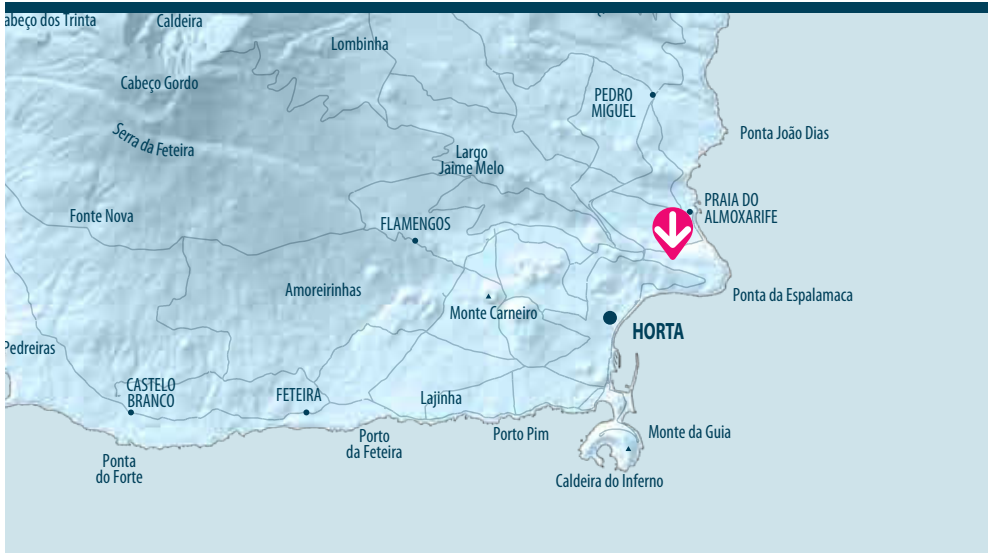 abeço dos Trinta
Caldeira
Lombinha
Cabeço Gordo
PEDRO
MIGUEL
Ponta João Dias
Serra da Feteira
Largo
Jaime Melo
PRAIA DO
ALMOXARIFE
Fonte Nova
FLAMENGOS
Amoreirinhas
Ponta da Espalamaca
Monte Carneiro
HORTA
Pedreiras
CASTELO
BRANCO
FETEIRA
Lajinha
Porto
da Feteira
Porto Pim
Monte da Guia
Ponta
do Forte
Caldeira do Inferno